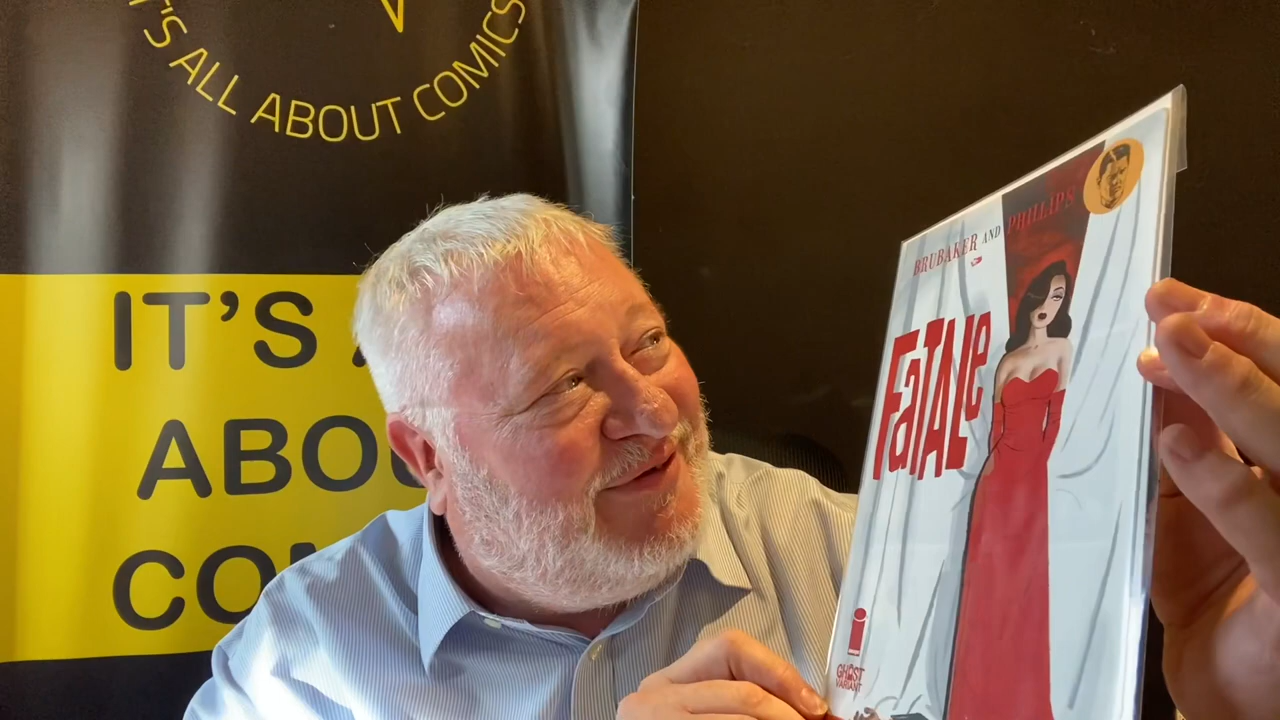 IT'S ALL ABOUT COMICS
IT'S
ABOU
CO
BRUBAKER AND PHILLIPS
FaTALe
i
GHOST
VARIANT